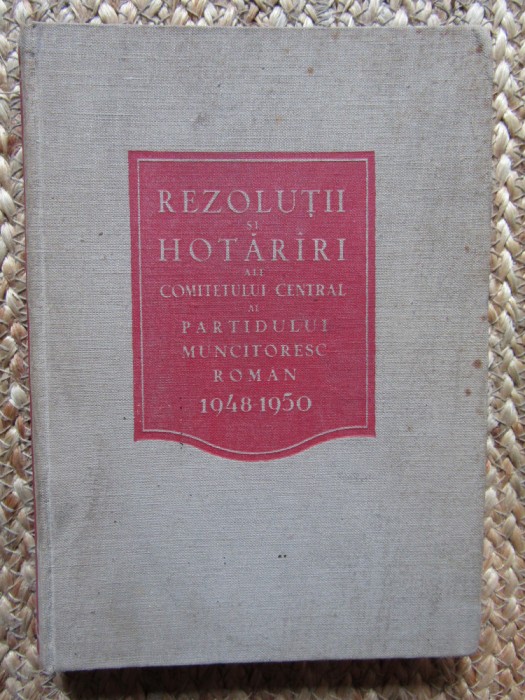 REZOLUȚII
ȘI
HOTĂRÎRI
ALE
COMITETULUI CENTRAL
AL
PARTIDULUI
MUNCITORESC
ROMÂN
1948-1950